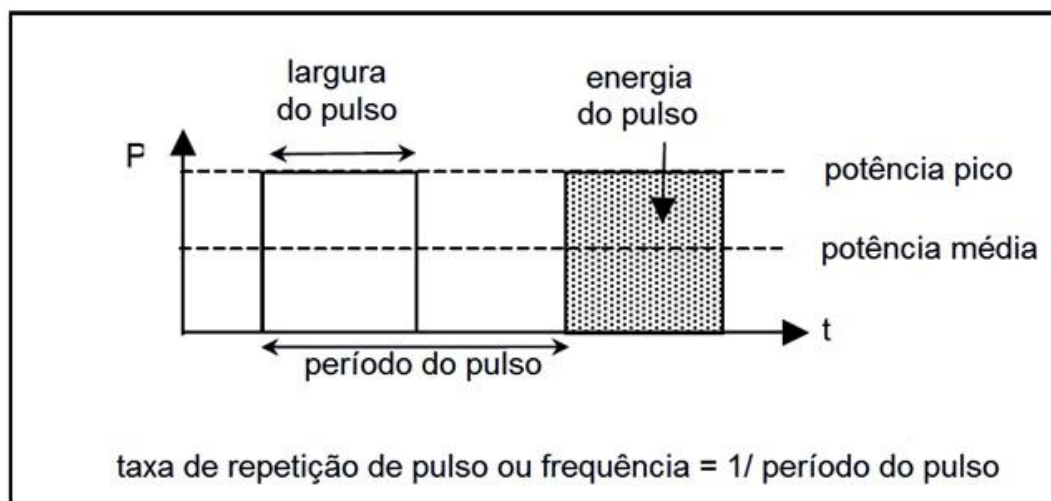 largura
do pulso
energia
do pulso
P
potência pico
potência média
t
período do pulso
taxa de repetição de pulso ou frequência = 1/ período do pulso